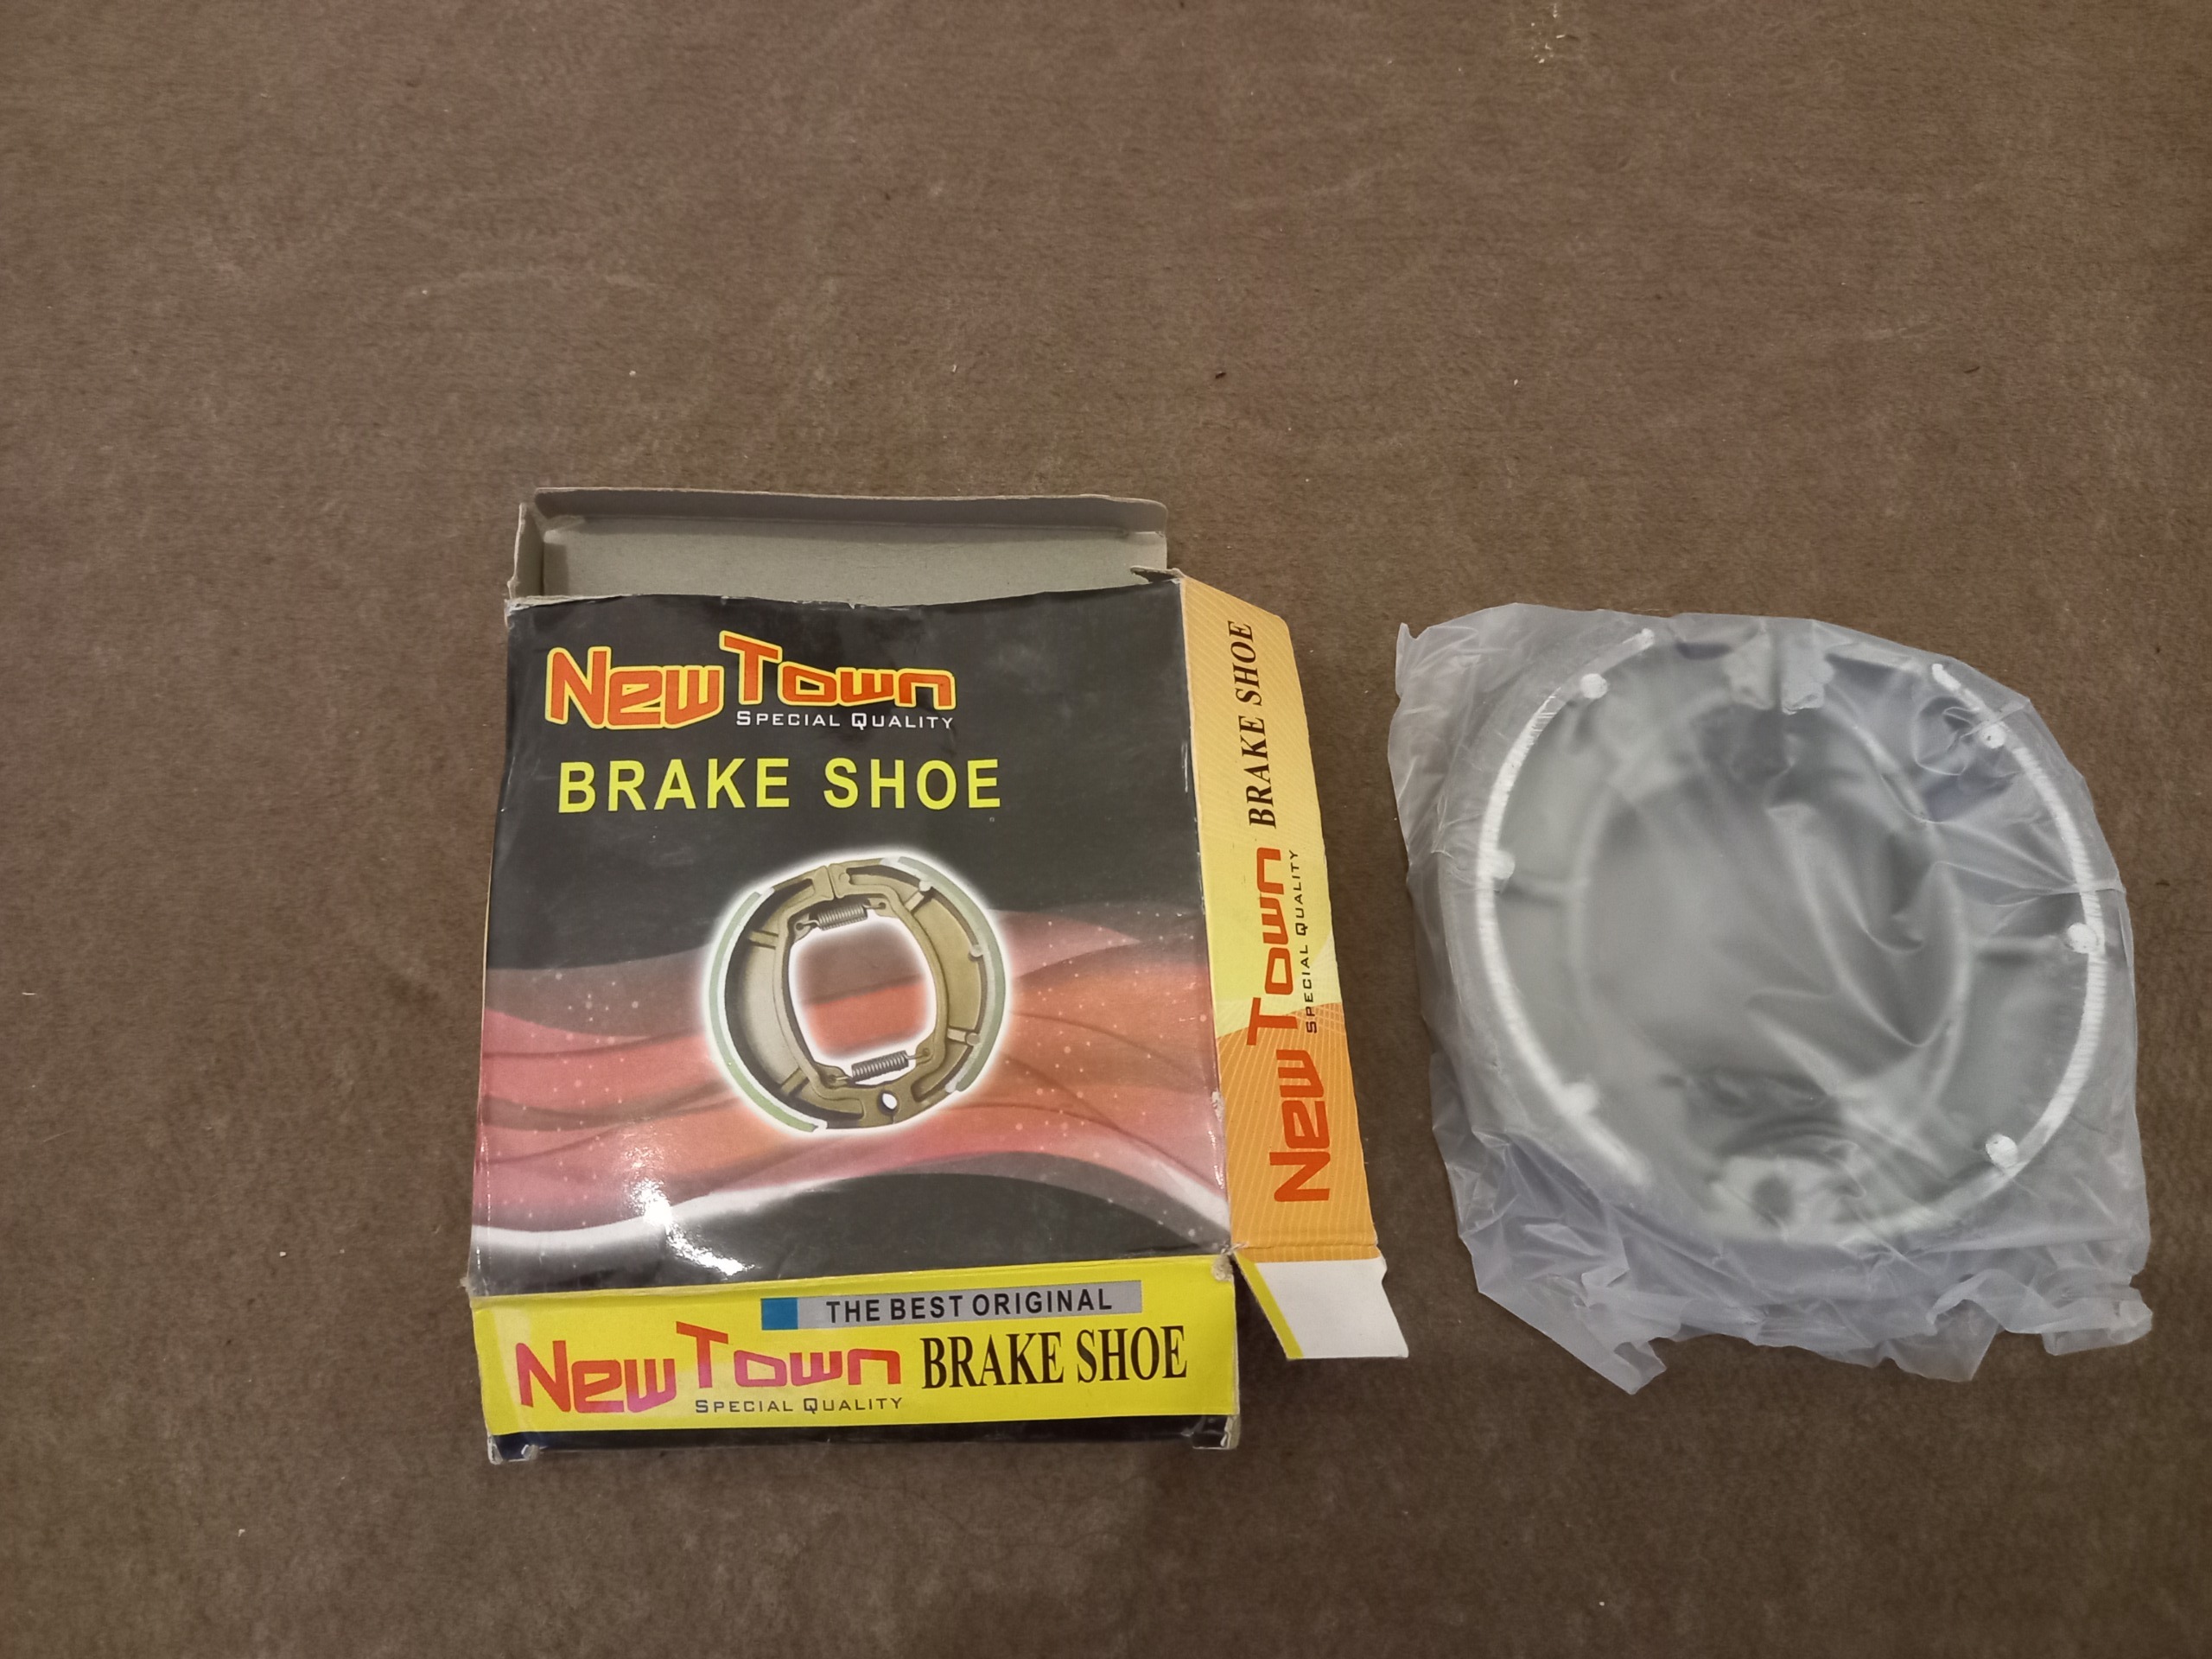 New Town
SPECIAL QUALITY
BRAKE SHOE
New Town BRAKE SHOE
SPECIAL QUALITY
THE BEST ORIGINAL
New Town BRAKE SHOE
SPECIAL QUALITY